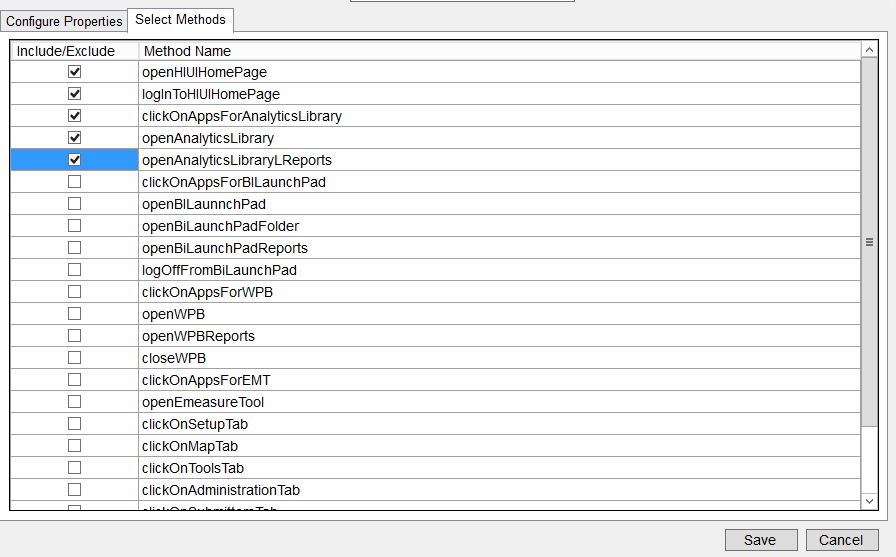 Configure Properties Select Methods
Include/Exclude Method Name
openHIUIHomePage
logInToHIUIHomePage
clickOnAppsForAnalyticsLibrary
openAnalyticsLibrary
openAnalyticsLibraryLReports
clickOnAppsForBILaunchPad
openBILaunnchPad
openBiLaunchPadFolder
openBiLaunchPadReports
logOffFromBiLaunchPad
clickOnAppsForWPB
openWPB
openWPBReports
closeWPB
clickOnAppsForEMT
openEmeasureTool
clickOnSetupTab
clickOnMapTab
clickOnToolsTab
clickOnAdministrationTab
Save Cancel